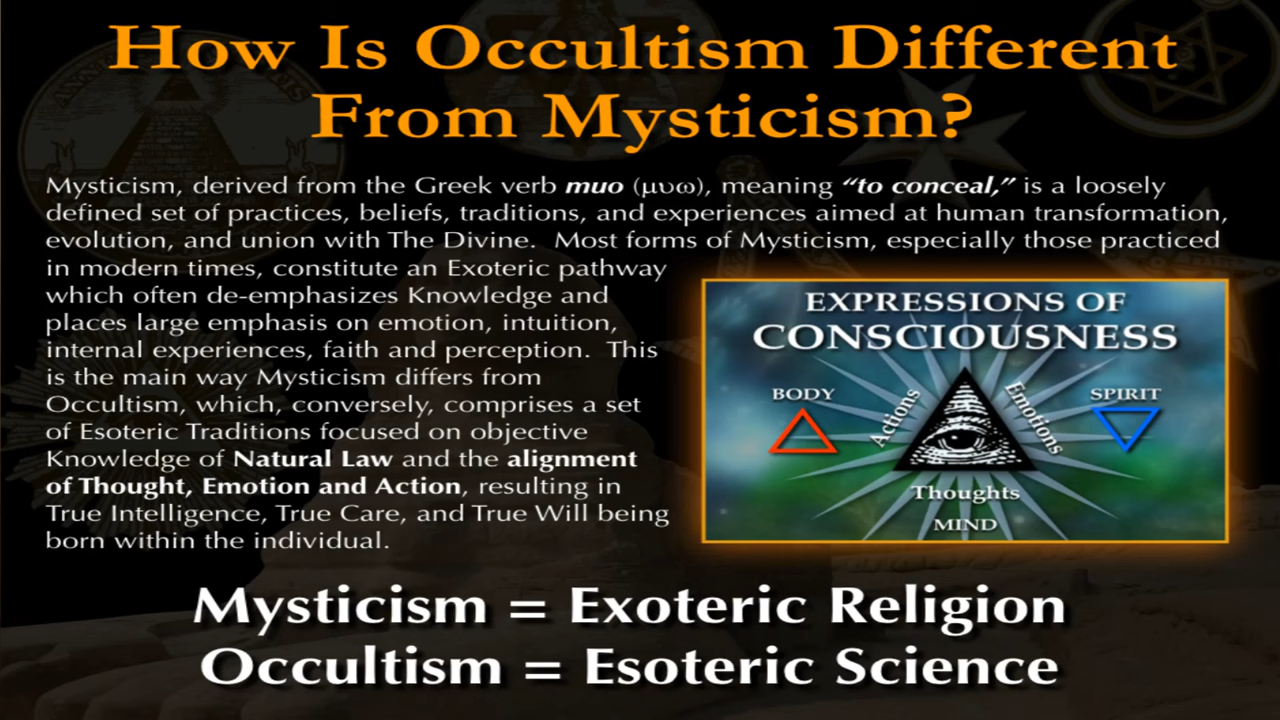 How Is Occultism Different
From Mysticism?
Mysticism, derived from the Greek verb muo (μυω), meaning “to conceal,” is a loosely
defined set of practices, beliefs, traditions, and experiences aimed at human transformation,
evolution, and union with The Divine.  Most forms of Mysticism, especially those practiced
in modern times, constitute an Exoteric pathway
which often de-emphasizes Knowledge and
places large emphasis on emotion, intuition,
internal experiences, faith and perception.  This
is the main way Mysticism differs from
Occultism, which, conversely, comprises a set
of Esoteric Traditions focused on objective
Knowledge of Natural Law and the alignment
of Thought, Emotion and Action, resulting in
True Intelligence, True Care, and True Will being
born within the individual.
EXPRESSIONS OF
CONSCIOUSNESS
BODY
Actions
Emotions
SPIRIT
Thoughts
MIND
Mysticism = Exoteric Religion
Occultism = Esoteric Science